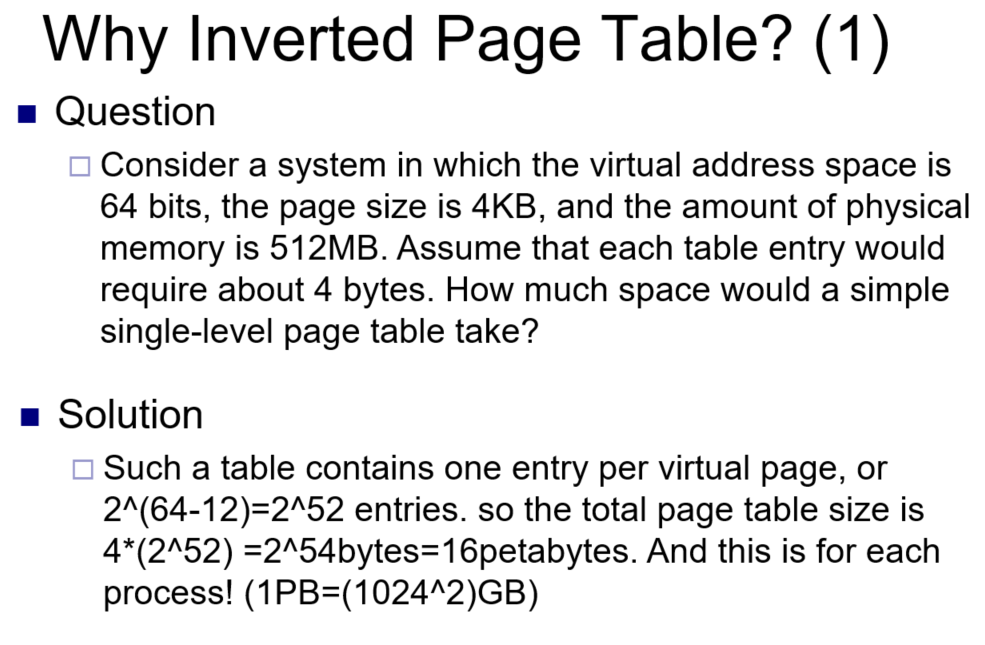 Why Inverted Page Table? (1)
Question
Consider a system in which the virtual address space is
64 bits, the page size is 4KB, and the amount of physical
memory is 512MB. Assume that each table entry would
require about 4 bytes. How much space would a simple
single-level page table take?
Solution
Such a table contains one entry per virtual page, or
2^(64-12)=2^52 entries. so the total page table size is
4*(2^52) =2^54bytes=16petabytes. And this is for each
process! (1PB=(1024^2)GB)